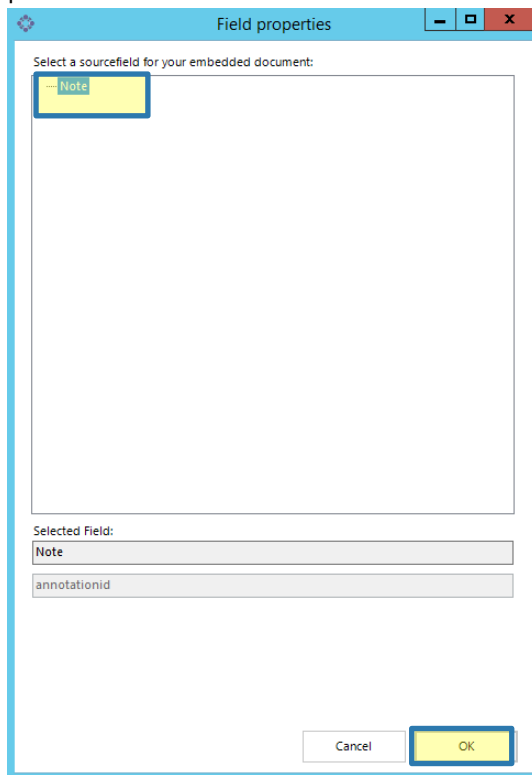 Field properties
Select a sourcefield for your embedded document:
Note
Selected Field:
Note
annotationid
Cancel
OK